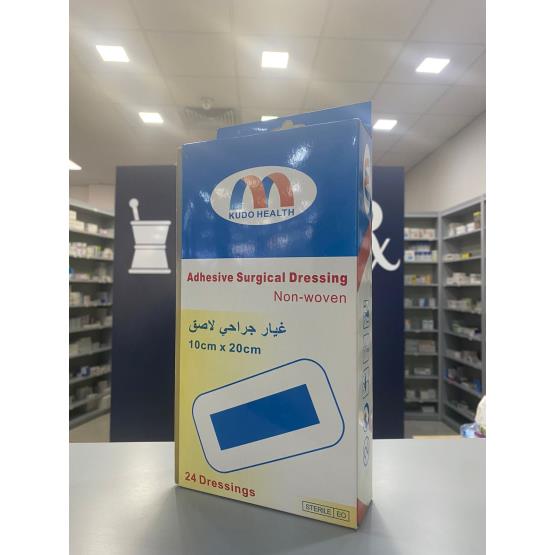 KUDO HEALTH
Adhesive Surgical Dressing
Non-woven
غيار جراحي لاصق
10cm x 20cm
24 Dressings
STERILE EO